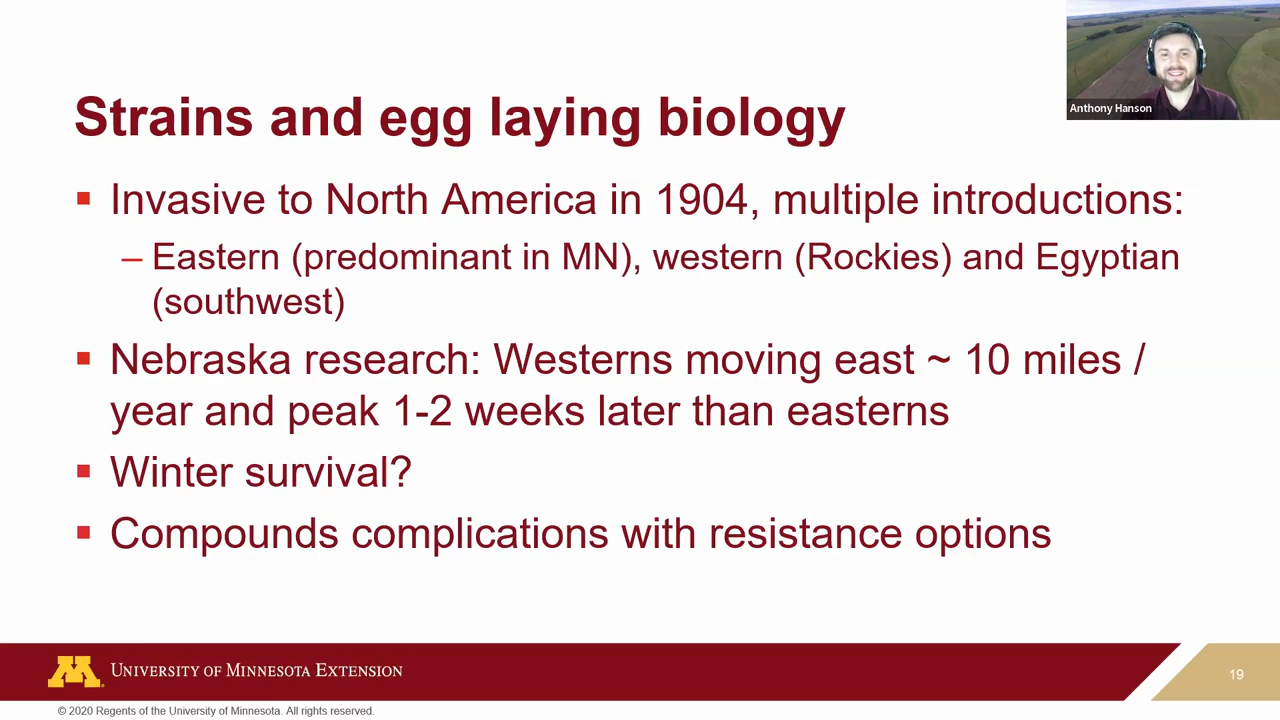 Anthony Hanson
Strains and egg laying biology
▪ Invasive to North America in 1904, multiple introductions:
– Eastern (predominant in MN), western (Rockies) and Egyptian
(southwest)
▪ Nebraska research: Westerns moving east ~ 10 miles /
year and peak 1-2 weeks later than easterns
▪ Winter survival?
▪ Compounds complications with resistance options
M
UNIVERSITY OF MINNESOTA EXTENSION
19
© 2020 Regents of the University of Minnesota. All rights reserved.